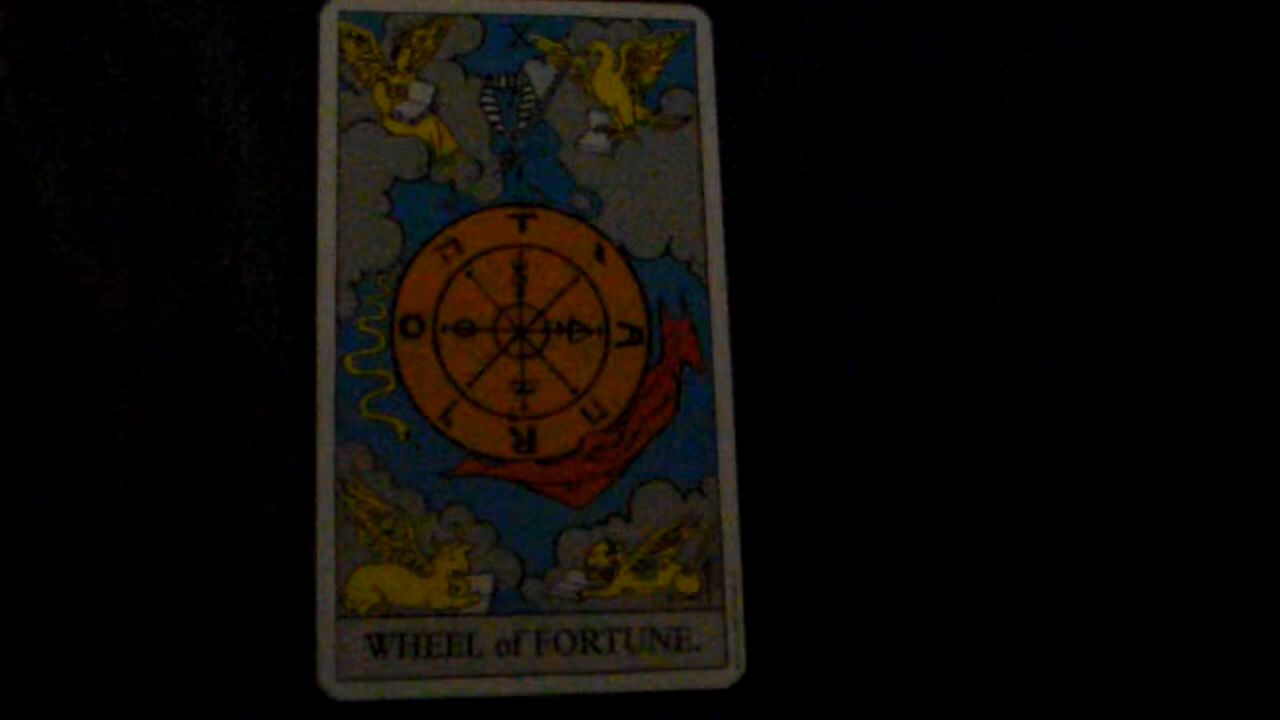 X
T
ה י
O A
ו ה
R
WHEEL of FORTUNE.